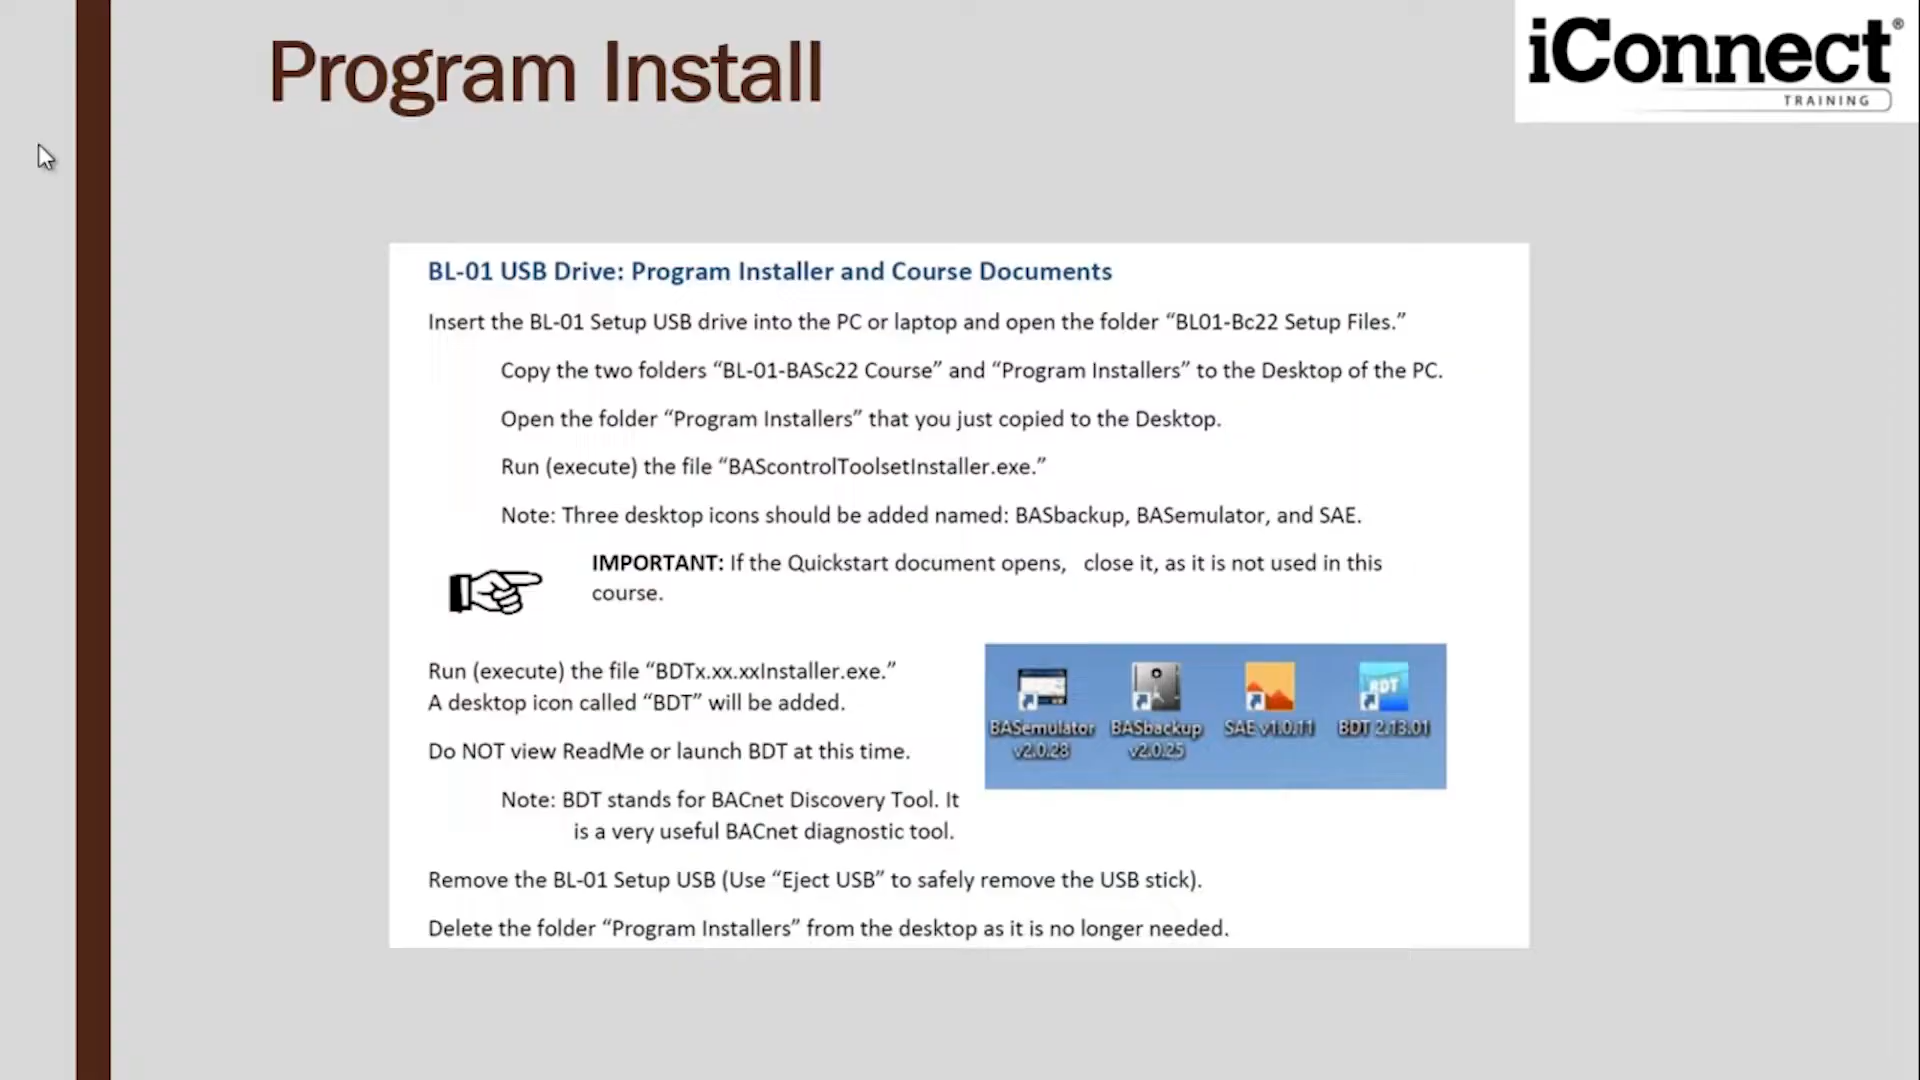 Program Install
iConnect®
TRAINING
BL-01 USB Drive: Program Installer and Course Documents
Insert the BL-01 Setup USB drive into the PC or laptop and open the folder “BL01-Bc22 Setup Files.”
Copy the two folders “BL-01-BASc22 Course” and “Program Installers” to the Desktop of the PC.
Open the folder “Program Installers” that you just copied to the Desktop.
Run (execute) the file “BAScontrolToolsetInstaller.exe.”
Note: Three desktop icons should be added named: BASbackup, BASemulator, and SAE.
IMPORTANT: If the Quickstart document opens, close it, as it is not used in this
course.
Run (execute) the file “BDTx.xx.xxInstaller.exe.”
A desktop icon called “BDT” will be added.
Do NOT view ReadMe or launch BDT at this time.
Note: BDT stands for BACnet Discovery Tool. It
is a very useful BACnet diagnostic tool.
BDT
BASemulator
v2.0.28
BASbackup
v2.0.25
SAE v1.0.11
BDT 2.13.01
Remove the BL-01 Setup USB (Use “Eject USB” to safely remove the USB stick).
Delete the folder “Program Installers” from the desktop as it is no longer needed.